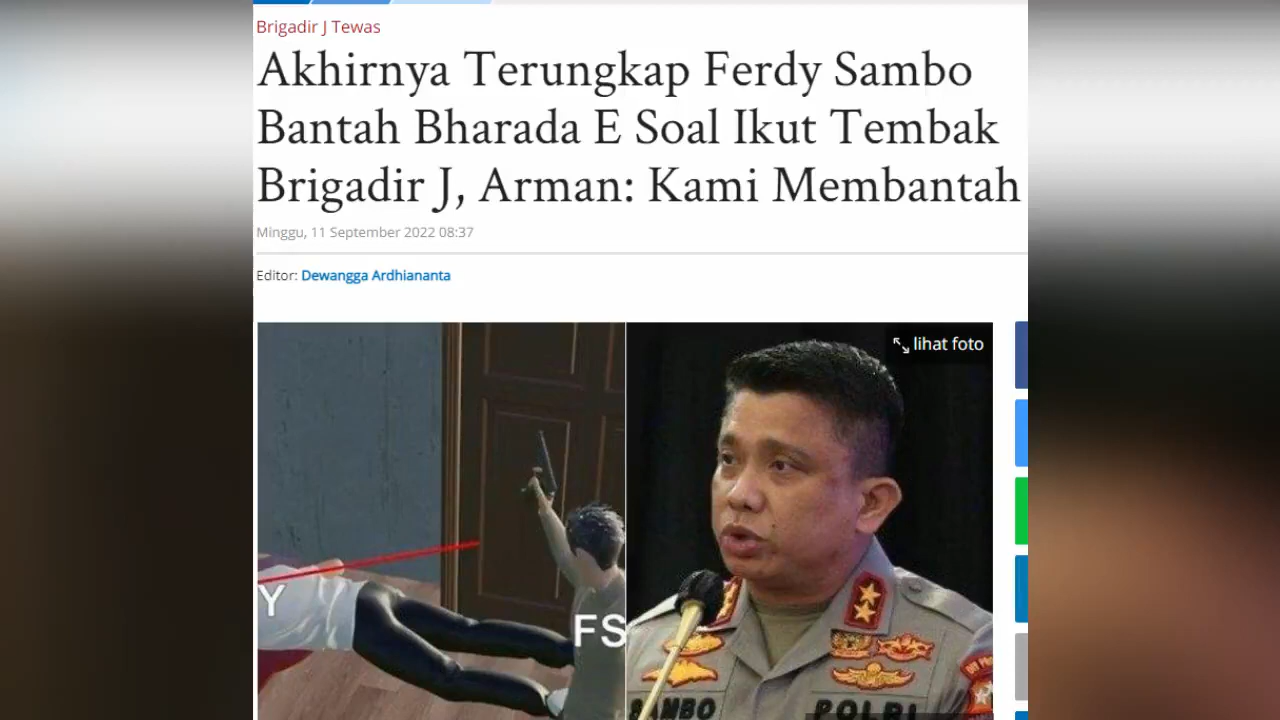 Brigadir J Tewas
Akhirnya Terungkap Ferdy Sambo
Bantah Bharada E Soal Ikut Tembak
Brigadir J, Arman: Kami Membantah
Minggu, 11 September 2022 08:37
Editor: Dewangga Ardhiananta
lihat foto
Y
FS
SAMBO
POLRI